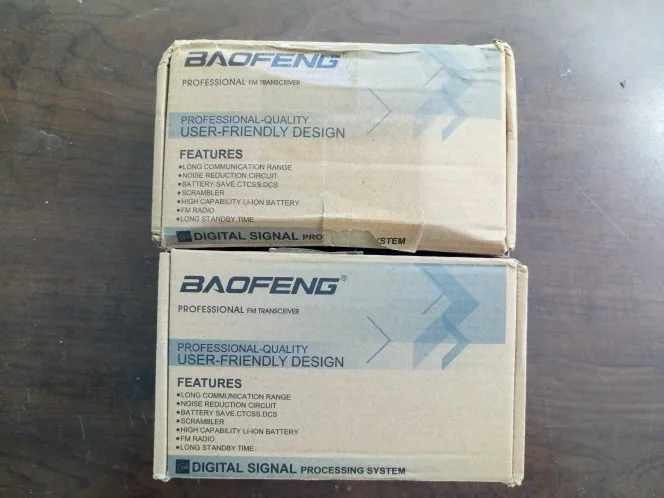 BAOFENG®
PROFESSIONAL FM TRANSCEIVER
PROFESSIONAL-QUALITY
USER-FRIENDLY DESIGN
FEATURES
•LONG COMMUNICATION RANGE
•NOISE REDUCTION CIRCUIT
•BATTERY SAVE.CTCSS.DCS
•SCRAMBLER
•HIGH CAPABILITY LI-ION BATTERY
•FM RADIO
•LONG STANDBY TIME
DIGITAL SIGNAL PRO STEM
BAOFENG®
PROFESSIONAL FM TRANSCEIVER
PROFESSIONAL-QUALITY
USER-FRIENDLY DESIGN
FEATURES
•LONG COMMUNICATION RANGE
•NOISE REDUCTION CIRCUIT
•BATTERY SAVE.CTCSS.DCS
•SCRAMBLER
•HIGH CAPABILITY LI-ION BATTERY
•FM RADIO
•LONG STANDBY TIME
DIGITAL SIGNAL PROCESSING SYSTEM